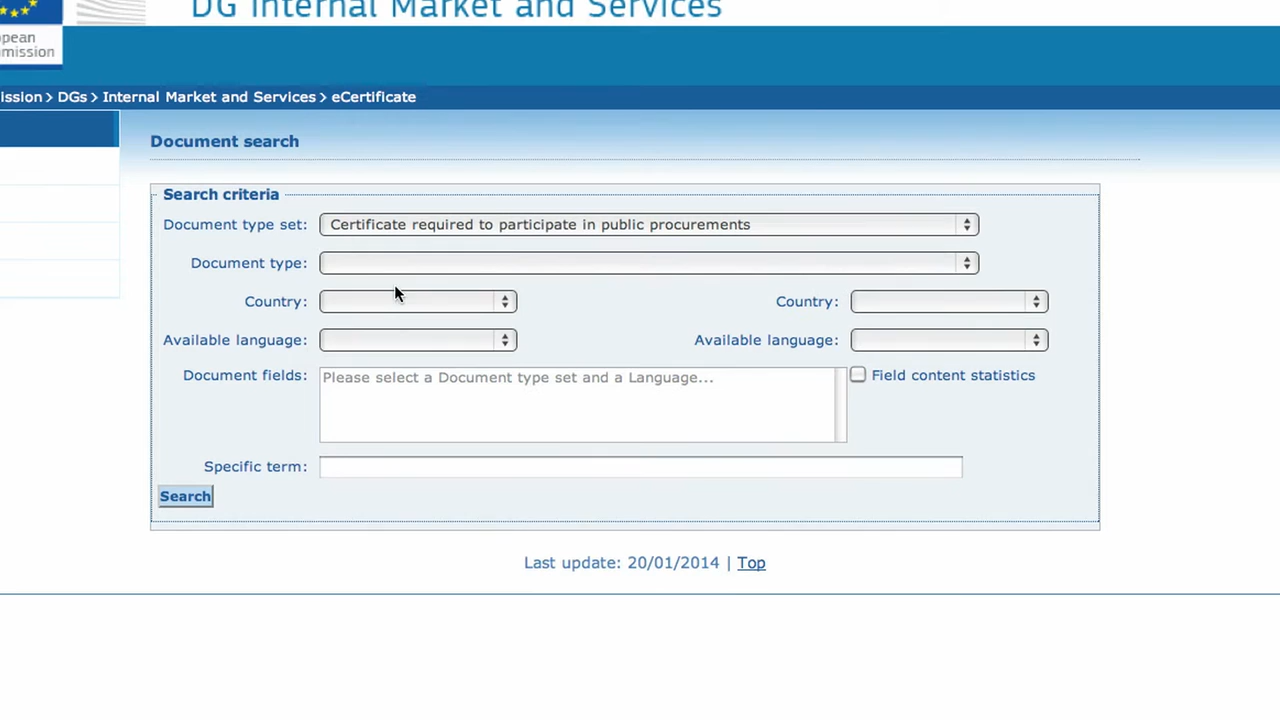 DG Internal Market and Services
opean
mission
ission > DGs > Internal Market and Services > eCertificate
Document search
Search criteria
Document type set: Certificate required to participate in public procurements
Document type:
Country: Country:
Available language: Available language:
Document fields: Please select a Document type set and a Language... Field content statistics
Specific term:
Search
Last update: 20/01/2014 | Top